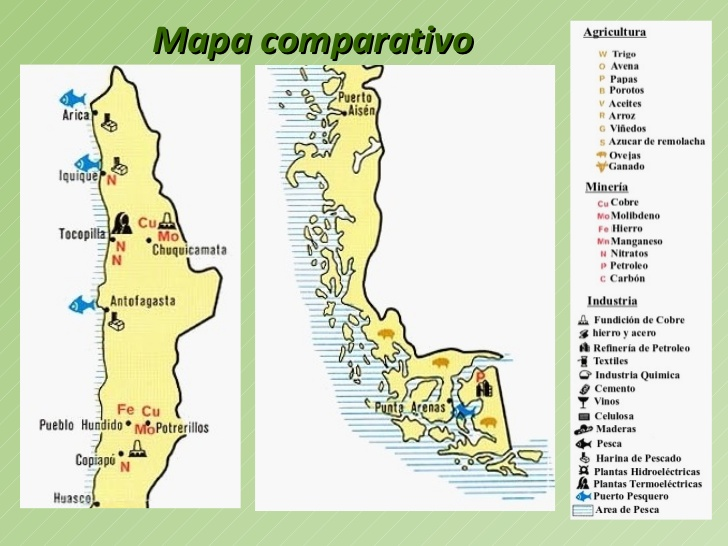 Mapa comparativo
Arica
Iquique
N
Tocopilla
Cu
Mo
N
N
Chuquicamata
Antofagasta
Fe Cu
Pueblo Hundido
Mo
Potrerillos
Copiapó
N
Huasco
Puerto
Aisén
P
Punta Arenas
Agricultura
W Trigo
O Avena
P Papas
B Porotos
V Aceites
R Arroz
G Viñedos
S Azucar de remolacha
Ovejas
Ganado
Minería
Cu Cobre
Mo Molibdeno
Fe Hierro
Mn Manganeso
N Nitratos
P Petroleo
C Carbón
Industria
Fundición de Cobre
hierro y acero
Refinería de Petroleo
Textiles
Industria Quimica
Cemento
Vinos
Celulosa
Maderas
Pesca
Harina de Pescado
Plantas Hidroeléctricas
Plantas Termoeléctricas
Puerto Pesquero
Area de Pesca